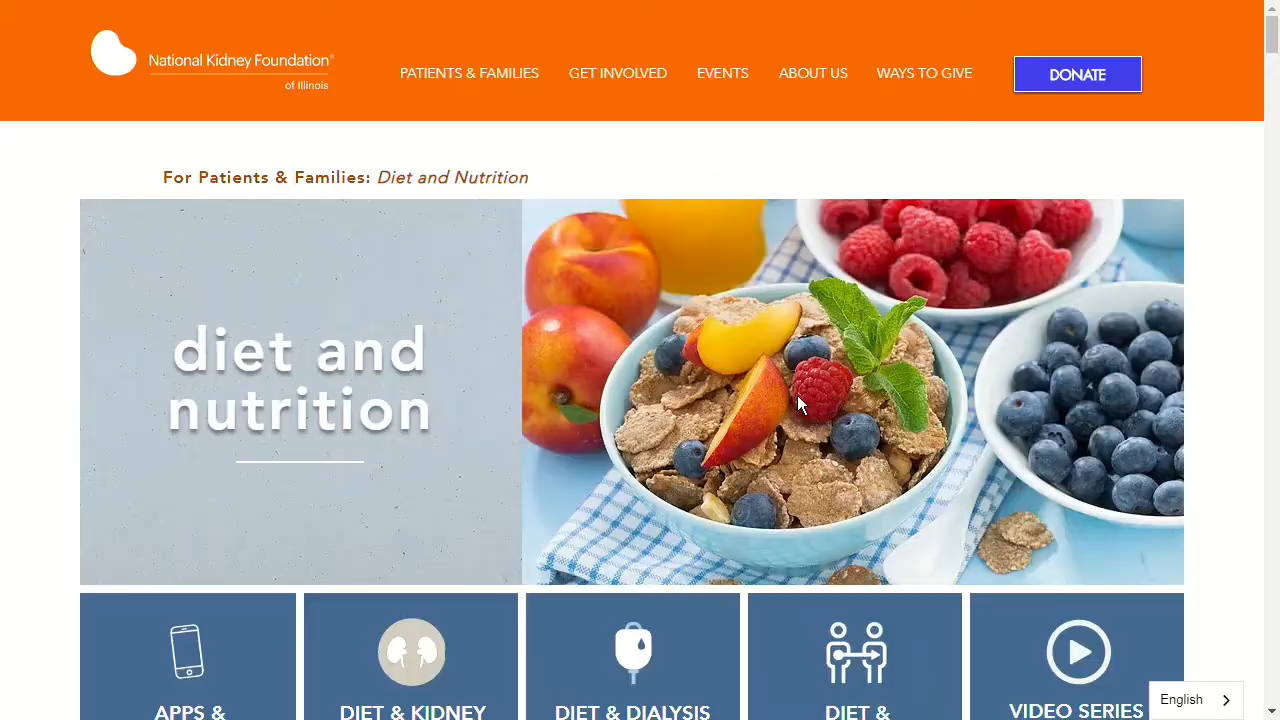 National Kidney Foundation®
of Illinois
PATIENTS & FAMILIES GET INVOLVED EVENTS ABOUT US WAYS TO GIVE DONATE
For Patients & Families: Diet and Nutrition
diet and
nutrition
APPS &
DIET & KIDNEY
DIET & DIALYSIS
DIET &
VIDEO SERIES
English